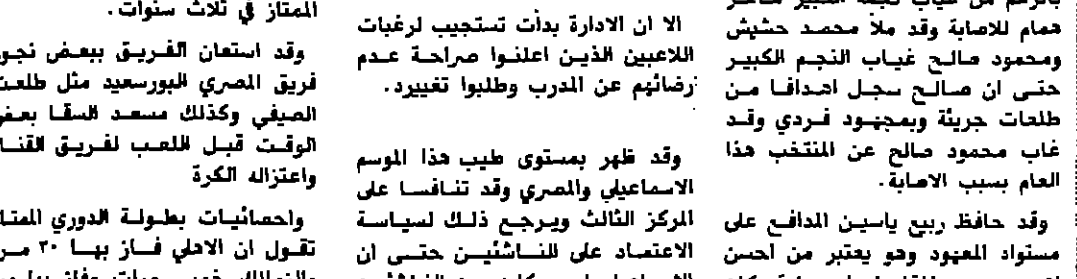 بالرغم من غياب نجمه الكبير
همام للاصابة وقد ملأ محمد حشيش
ومحمود صالح غياب النجم الكبير
حتى ان صالح سجل اهدافا من
طلعات جريئة وبمجهود فردي وقد
غاب محمود صالح عن المنتخب هذا
العام بسبب الاصابة.
وقد حافظ ربيع ياسين المدافع على
مستواه المعهود وهو يعتبر من احسن
الا ان الادارة بدأت تستجيب لرغبات
اللاعبين الذين اعلنوا صراحة عدم
رضائهم عن المدرب وطلبوا تغييره.
وقد ظهر بمستوى طيب هذا الموسم
الاسماعيلي والمصري وقد تنافسا على
المركز الثالث ويرجع ذلك لسياسة
الاعتماد على الناشئين حتى ان
الممتاز في ثلاث سنوات.
وقد استعان الفريق ببعض نجو
فريق المصري البورسعيد مثل طلعت
الصيفي وكذلك مسعد السقا بعض
الوقت قبل اللعب لفريق القنا
واعتزاله الكرة
واحصائيات بطولة الدوري الممتا
تقول ان الاهلي فاز بها ٢٠ مر